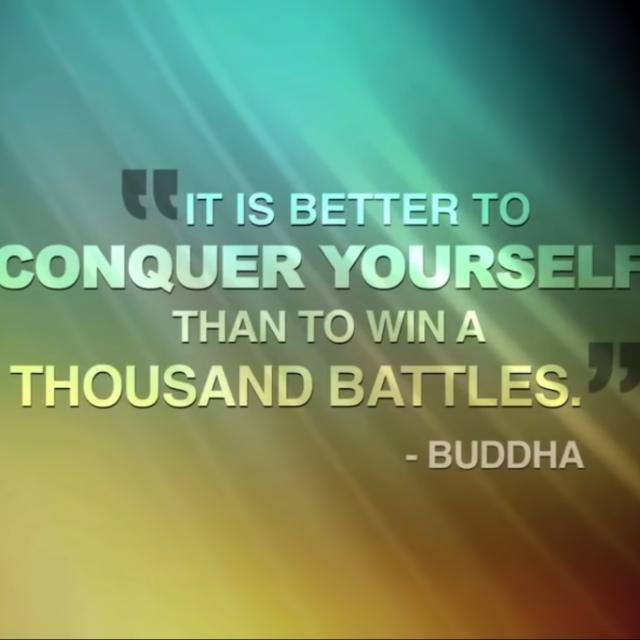 “IT IS BETTER TO
CONQUER YOURSELF
THAN TO WIN A
THOUSAND BATTLES.”
- BUDDHA